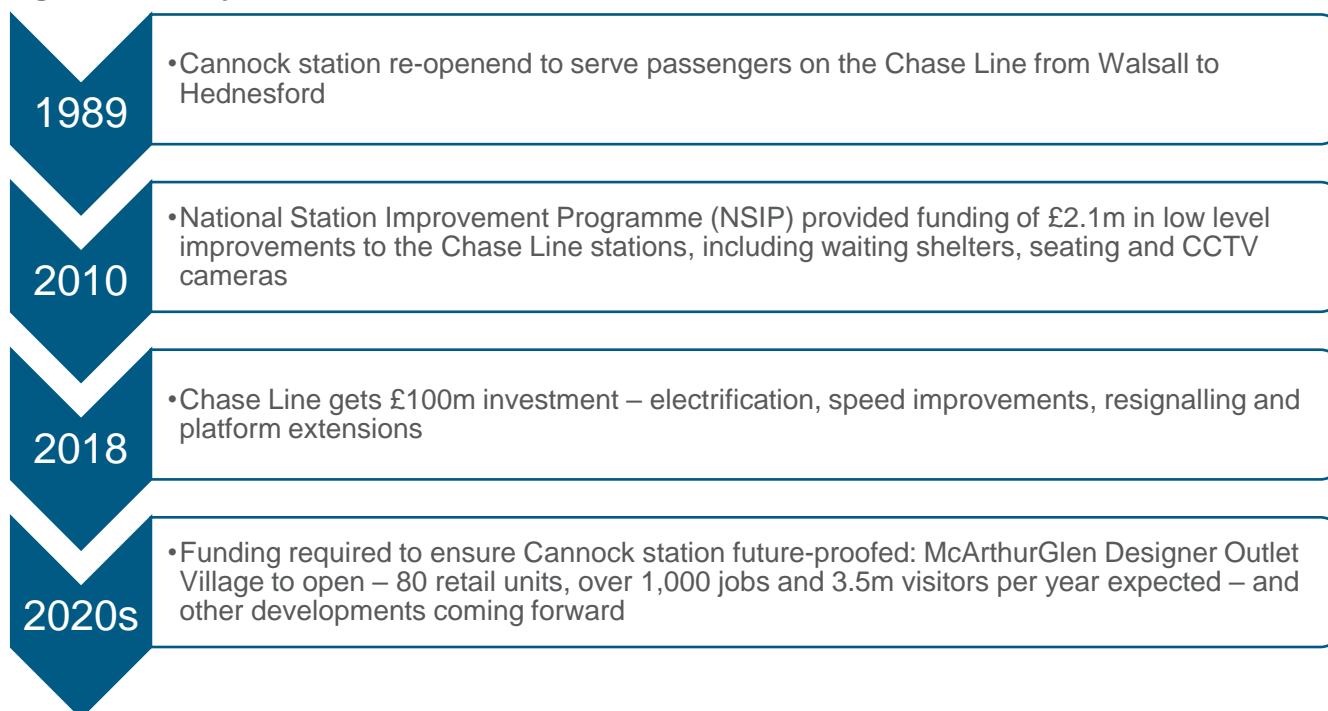 1989
•Cannock station re-openend to serve passengers on the Chase Line from Walsall to
Hednesford
2010
•National Station Improvement Programme (NSIP) provided funding of £2.1m in low level
improvements to the Chase Line stations, including waiting shelters, seating and CCTV
cameras
2018
•Chase Line gets £100m investment – electrification, speed improvements, resignalling and
platform extensions
2020s
•Funding required to ensure Cannock station future-proofed: McArthurGlen Designer Outlet
Village to open – 80 retail units, over 1,000 jobs and 3.5m visitors per year expected – and
other developments coming forward